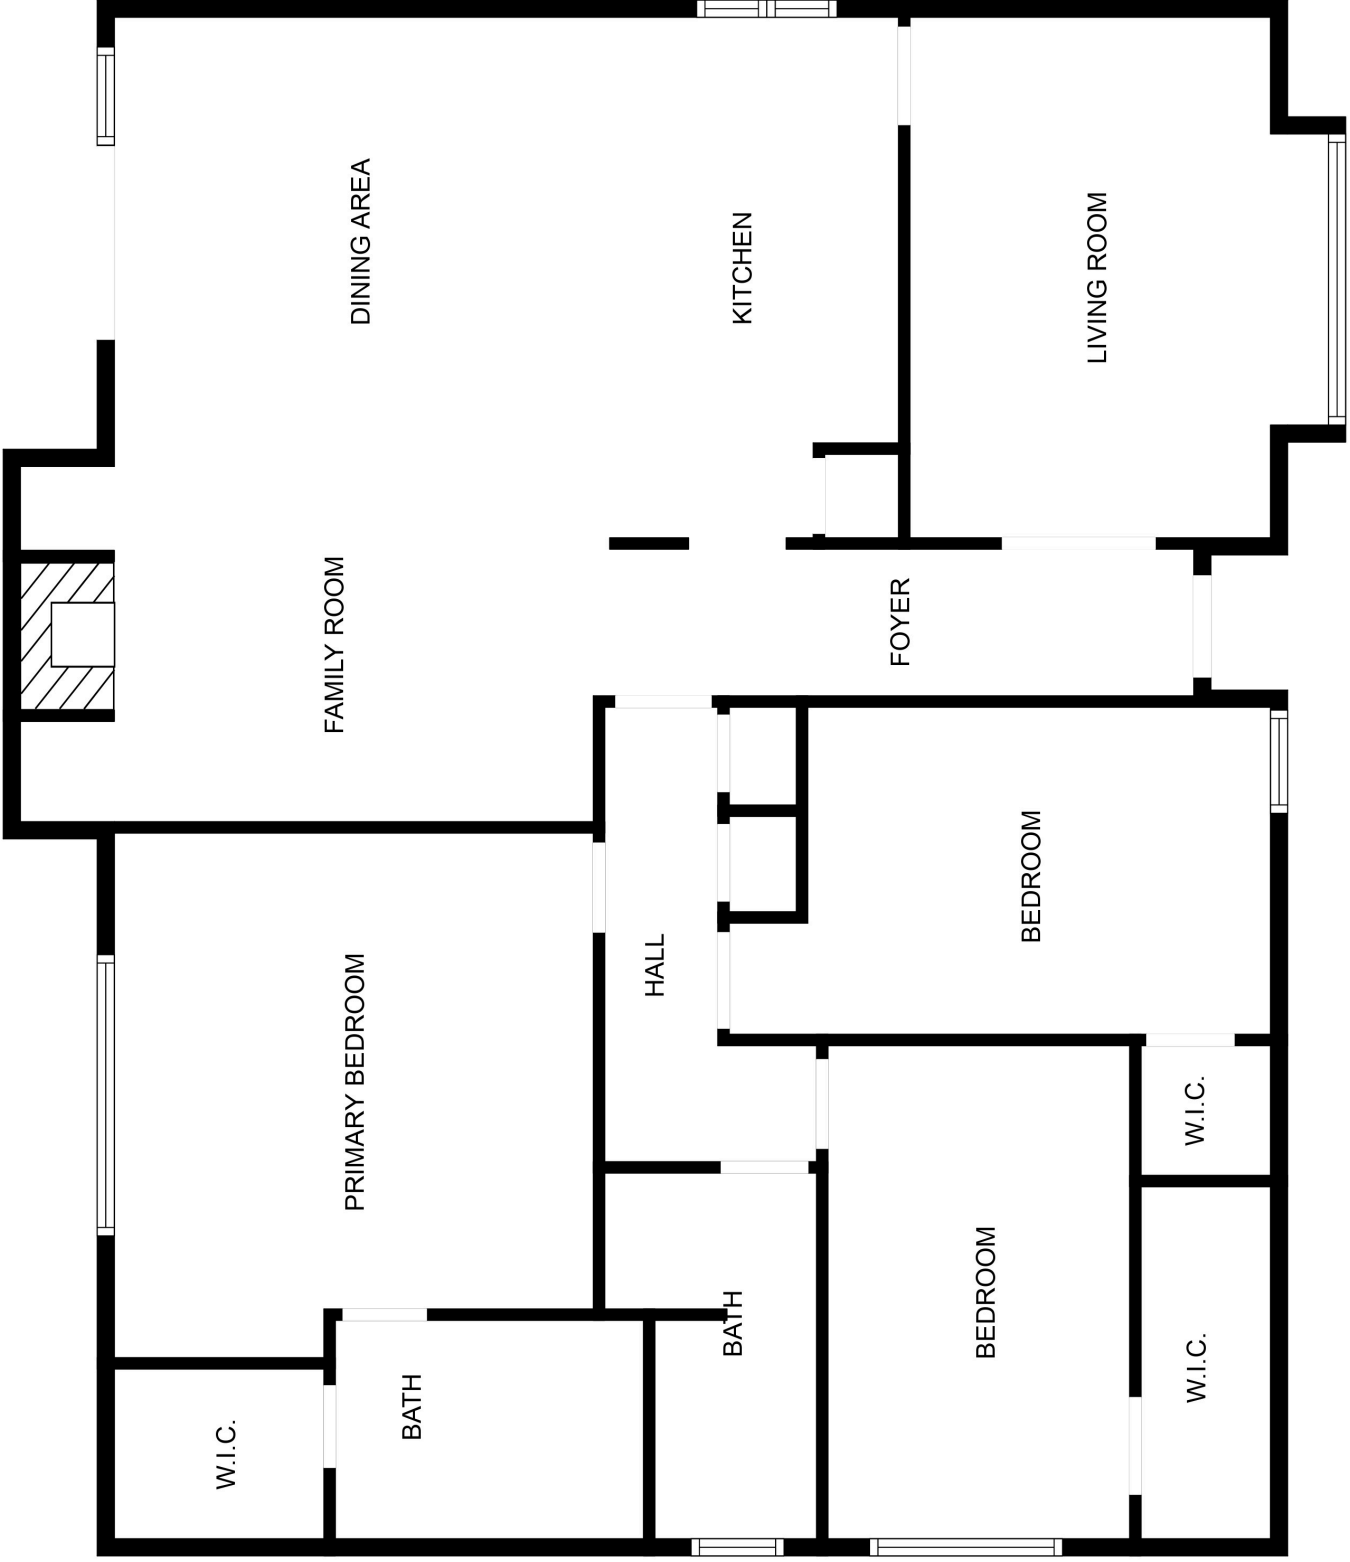 DINING AREA
KITCHEN
LIVING ROOM
FAMILY ROOM
FOYER
BEDROOM
HALL
PRIMARY BEDROOM
W.I.C.
BEDROOM
BATH
W.I.C.
BATH
W.I.C.